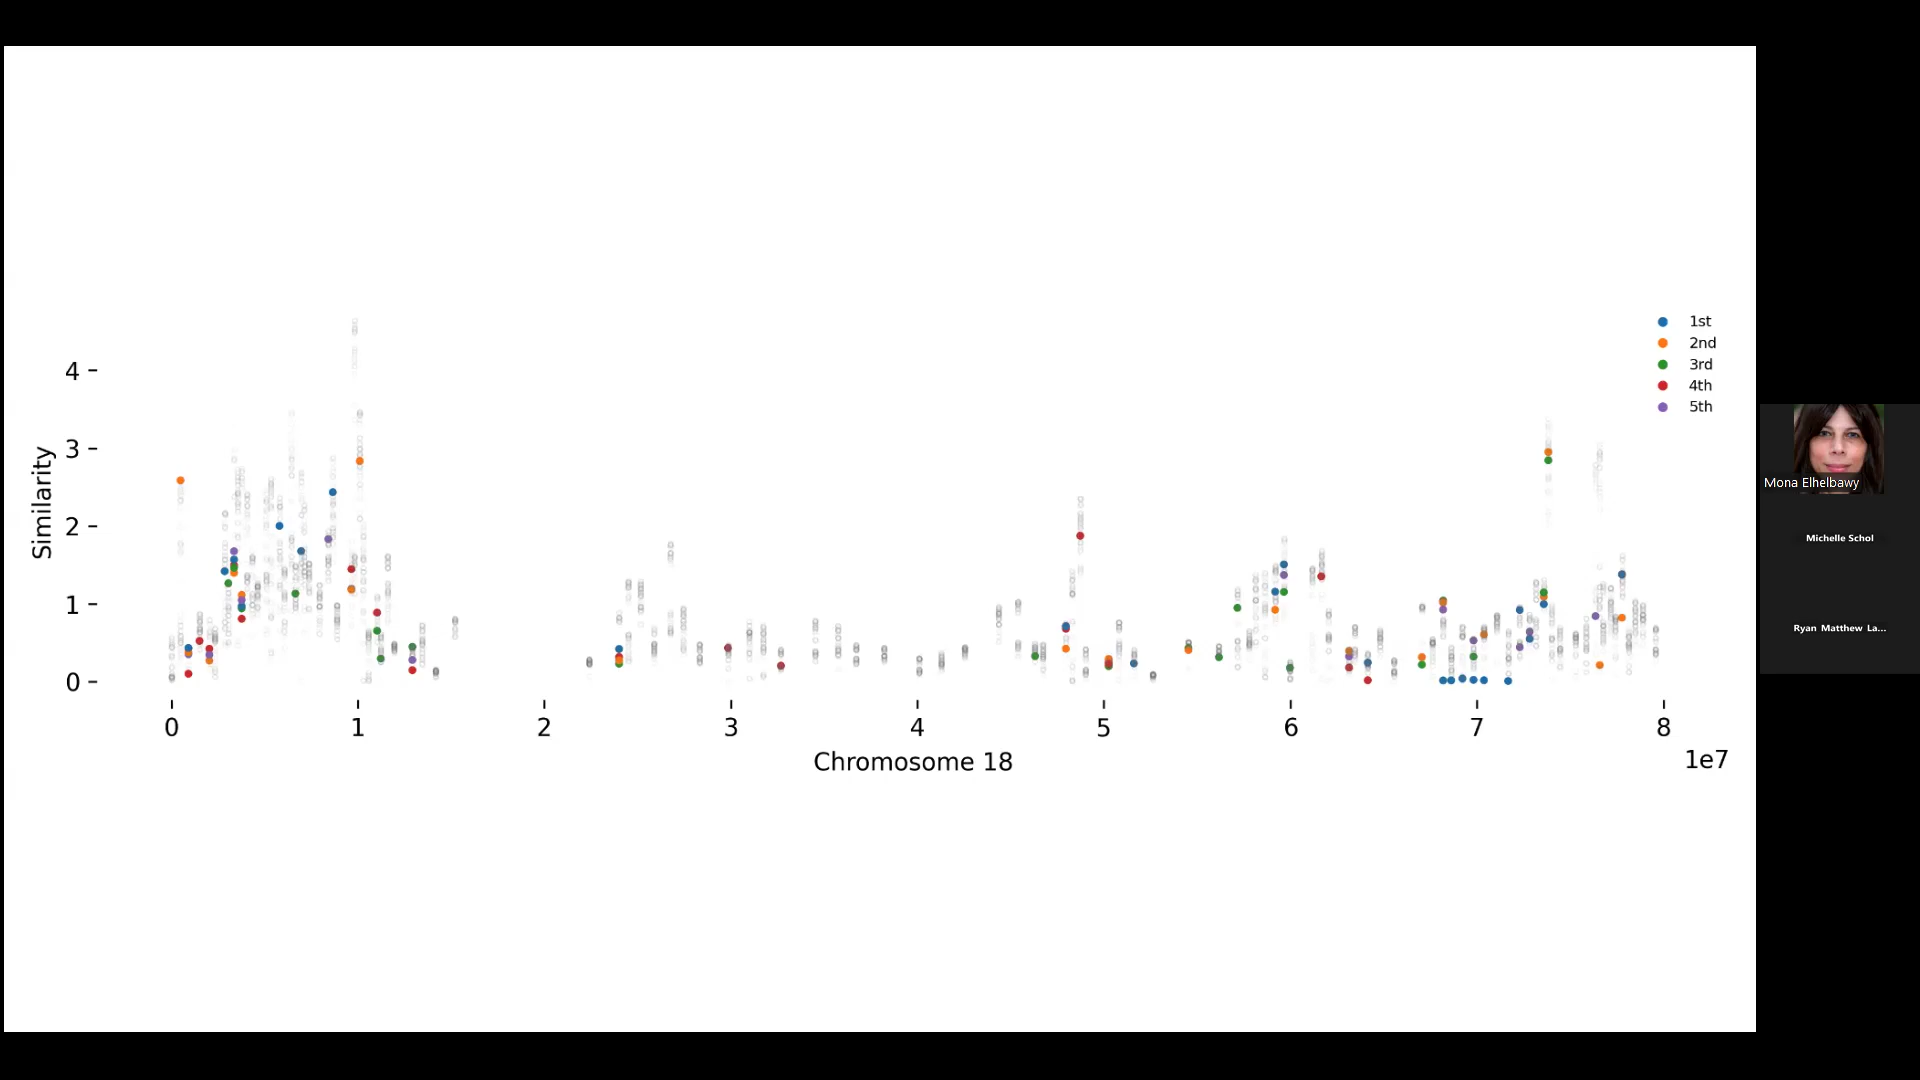 1st
2nd
3rd
4th
5th
4
3
2
1
0
Similarity
0 1 2 3 4 5 6 7 8
1e7
Chromosome 18
Mona Elhelbawy
Michelle Schol
Ryan Matthew La...